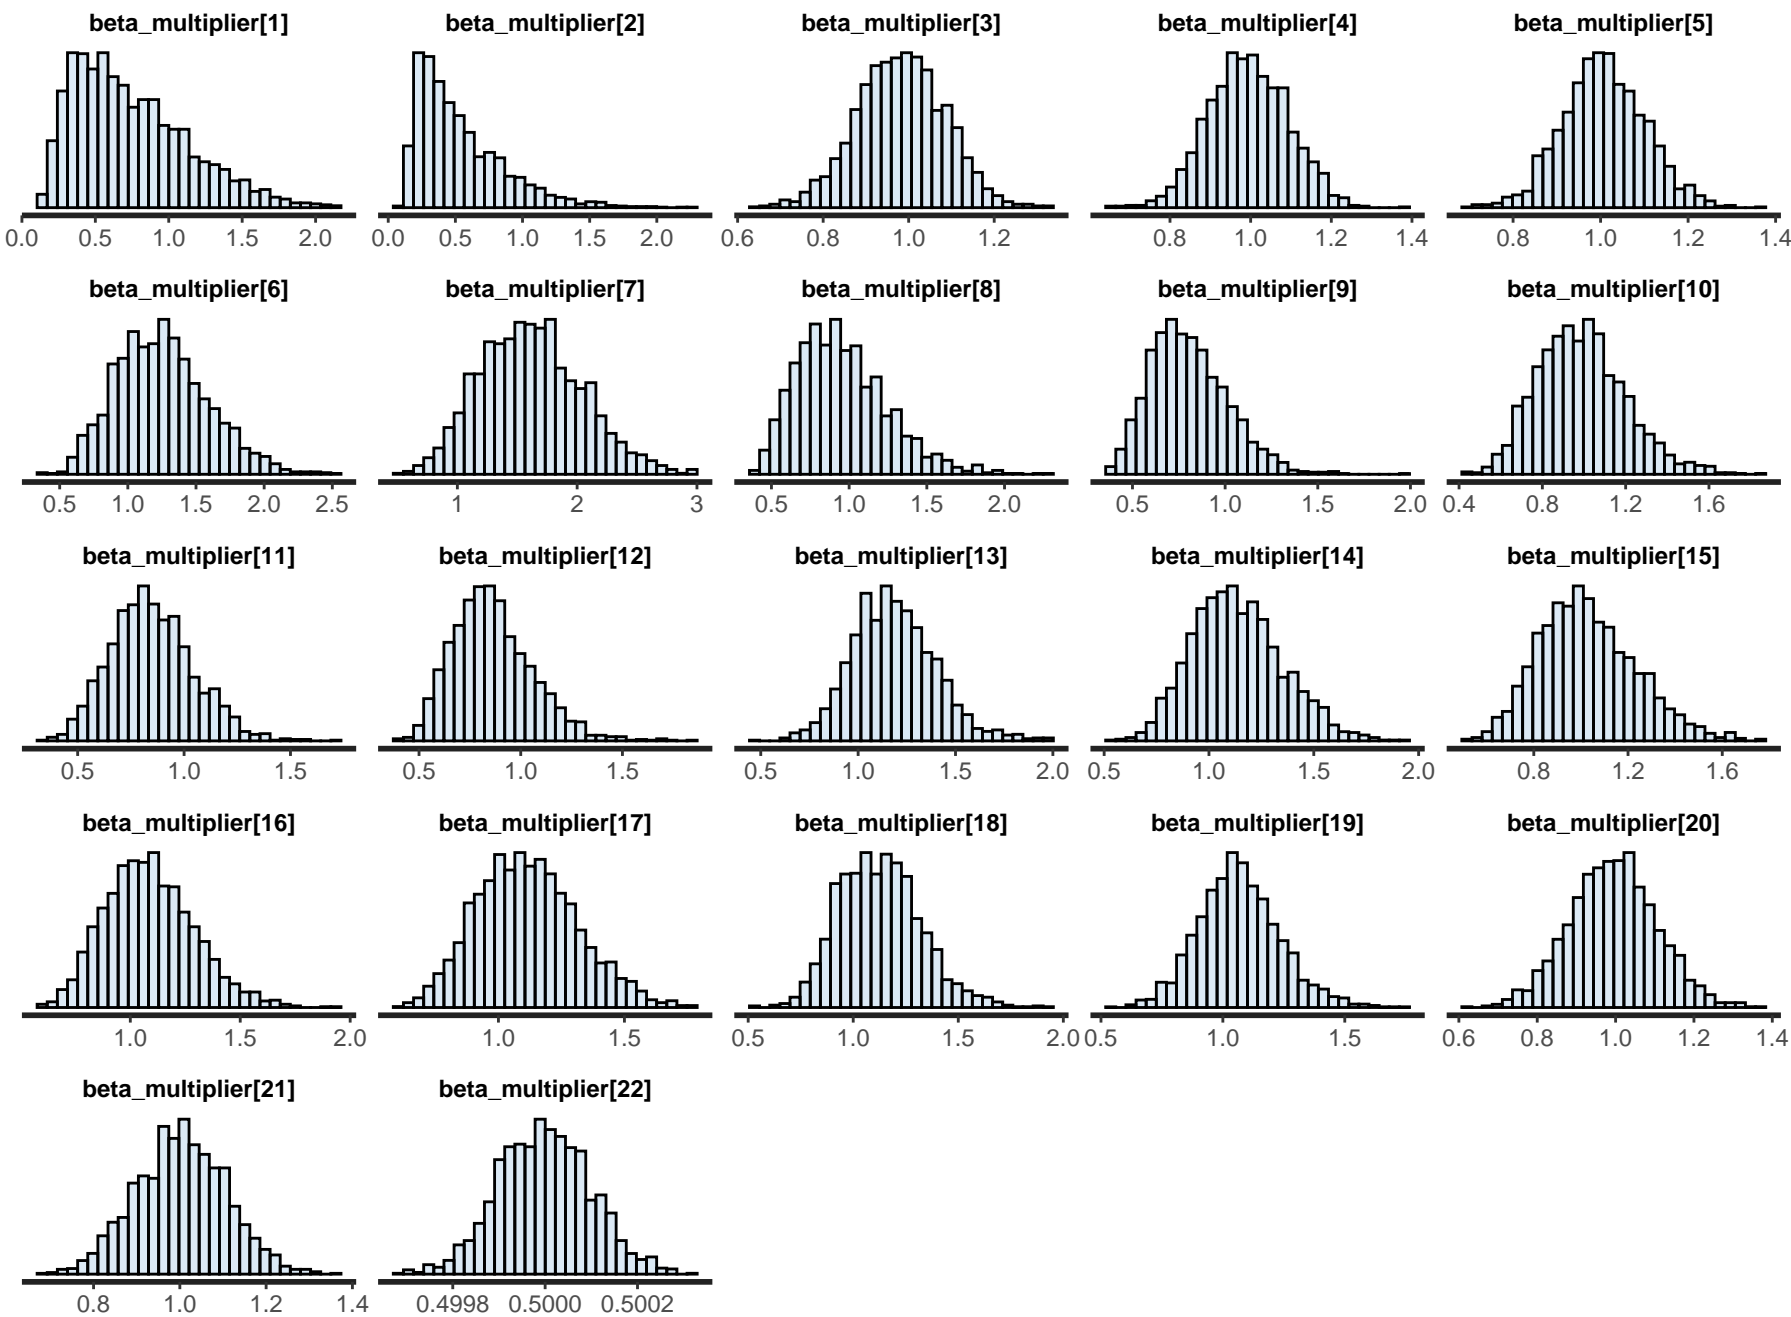 beta_multiplier[1] beta_multiplier[2] beta_multiplier[3] beta_multiplier[4] beta_multiplier[5]
0.0 0.5 1.0 1.5 2.0 0.0 0.5 1.0 1.5 2.0 0.6 0.8 1.0 1.2 0.8 1.0 1.2 1.4 0.8 1.0 1.2 1.4
beta_multiplier[6] beta_multiplier[7] beta_multiplier[8] beta_multiplier[9] beta_multiplier[10]
0.5 1.0 1.5 2.0 2.5 1 2 3 0.5 1.0 1.5 2.0 0.5 1.0 1.5 2.0 0.4 0.8 1.2 1.6
beta_multiplier[11] beta_multiplier[12] beta_multiplier[13] beta_multiplier[14] beta_multiplier[15]
0.5 1.0 1.5 0.5 1.0 1.5 0.5 1.0 1.5 2.0 0.5 1.0 1.5 2.0 0.8 1.2 1.6
beta_multiplier[16] beta_multiplier[17] beta_multiplier[18] beta_multiplier[19] beta_multiplier[20]
1.0 1.5 2.0 1.0 1.5 0.5 1.0 1.5 2.0 0.5 1.0 1.5 0.6 0.8 1.0 1.2 1.4
beta_multiplier[21] beta_multiplier[22]
0.8 1.0 1.2 1.4 0.4998 0.5000 0.5002